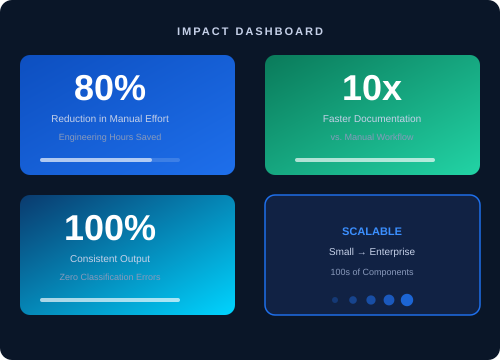 IMPACT DASHBOARD
80%
Reduction in Manual Effort
Engineering Hours Saved
10x
Faster Documentation
vs. Manual Workflow
100%
Consistent Output
Zero Classification Errors
SCALABLE
Small → Enterprise
100s of Components